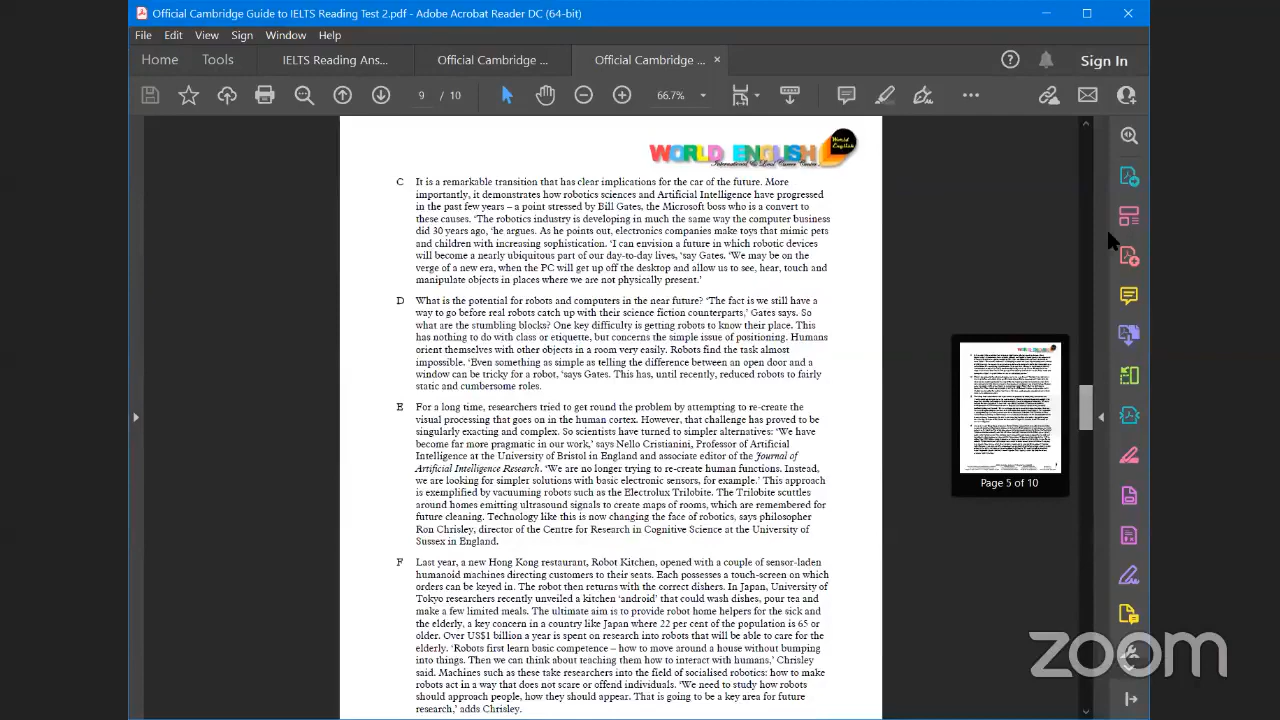 Official Cambridge Guide to IELTS Reading Test 2.pdf - Adobe Acrobat Reader DC (64-bit)
File Edit View Sign Window Help
Home Tools IELTS Reading Ans... Official Cambridge ... Official Cambridge ... × Sign In
9 / 10 66.7%
WORLD ENGLISH
World English
C It is a remarkable transition that has clear implications for the car of the future. More
importantly, it demonstrates how robotics sciences and Artificial Intelligence have progressed
in the past few years – a point stressed by Bill Gates, the Microsoft boss who is a convert to
these causes. ‘The robotics industry is developing in much the same way the computer business
did 30 years ago, ‘he argues. As he points out, electronics companies make toys that mimic pets
and children with increasing sophistication. ‘I can envision a future in which robotic devices
will become a nearly ubiquitous part of our day-to-day lives, ‘say Gates. ‘We may be on the
verge of a new era, when the PC will get up off the desktop and allow us to see, hear, touch and
manipulate objects in places where we are not physically present.’
D What is the potential for robots and computers in the near future? ‘The fact is we still have a
way to go before real robots catch up with their science fiction counterparts,’ Gates says. So
what are the stumbling blocks? One key difficulty is getting robots to know their place. This
has nothing to do with class or etiquette, but concerns the simple issue of positioning. Humans
orient themselves with other objects in a room very easily. Robots find the task almost
impossible. ‘Even something as simple as telling the difference between an open door and a
window can be tricky for a robot, ‘says Gates. This has, until recently, reduced robots to fairly
static and cumbersome roles.
E For a long time, researchers tried to get round the problem by attempting to re-create the
visual processing that goes on in the human cortex. However, that challenge has proved to be
singularly exacting and complex. So scientists have turned to simpler alternatives: ‘We have
become far more pragmatic in our work,’ says Nello Cristianini, Professor of Artificial
Intelligence at the University of Bristol in England and associate editor of the Journal of
Artificial Intelligence Research. ‘We are no longer trying to re-create human functions. Instead,
we are looking for simpler solutions with basic electronic sensors, for example.’ This approach
is exemplified by vacuuming robots such as the Electrolux Trilobite. The Trilobite scuttles
around homes emitting ultrasound signals to create maps of rooms, which are remembered for
future cleaning. Technology like this is now changing the face of robotics, says philosopher
Ron Chrisley, director of the Centre for Research in Cognitive Science at the University of
Sussex in England.
Page 5 of 10
F Last year, a new Hong Kong restaurant, Robot Kitchen, opened with a couple of sensor-laden
humanoid machines directing customers to their seats. Each possesses a touch-screen on which
orders can be keyed in. The robot then returns with the correct dishers. In Japan, University of
Tokyo researchers recently unveiled a kitchen ‘android’ that could wash dishes, pour tea and
make a few limited meals. The ultimate aim is to provide robot home helpers for the sick and
the elderly, a key concern in a country like Japan where 22 per cent of the population is 65 or
older. Over US$1 billion a year is spent on research into robots that will be able to care for the
elderly. ‘Robots first learn basic competence – how to move around a house without bumping
into things. Then we can think about teaching them how to interact with humans,’ Chrisley
said. Machines such as these take researchers into the field of socialised robotics: how to make
robots act in a way that does not scare or offend individuals. ‘We need to study how robots
should approach people, how they should appear. That is going to be a key area for future
research,’ adds Chrisley.
zoom